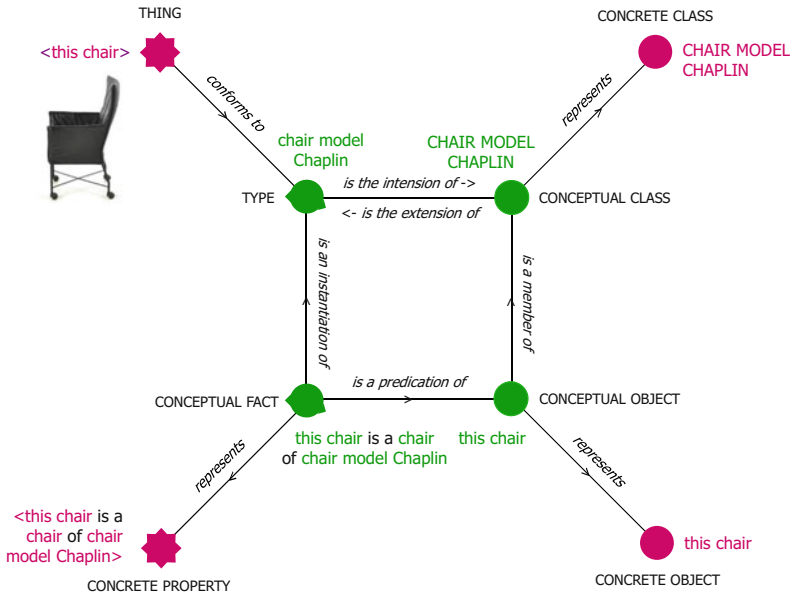 THING
CONCRETE CLASS
<this chair>
CHAIR MODEL
CHAPLIN
conforms to
represents
chair model
Chaplin
CHAIR MODEL
CHAPLIN
is the intension of ->
TYPE
CONCEPTUAL CLASS
<- is the extension of
is an instantiation of
is a member of
is a predication of
CONCEPTUAL FACT
CONCEPTUAL OBJECT
this chair is a chair
of chair model Chaplin
this chair
represents
represents
<this chair is a
chair of chair
model Chaplin>
this chair
CONCRETE PROPERTY
CONCRETE OBJECT